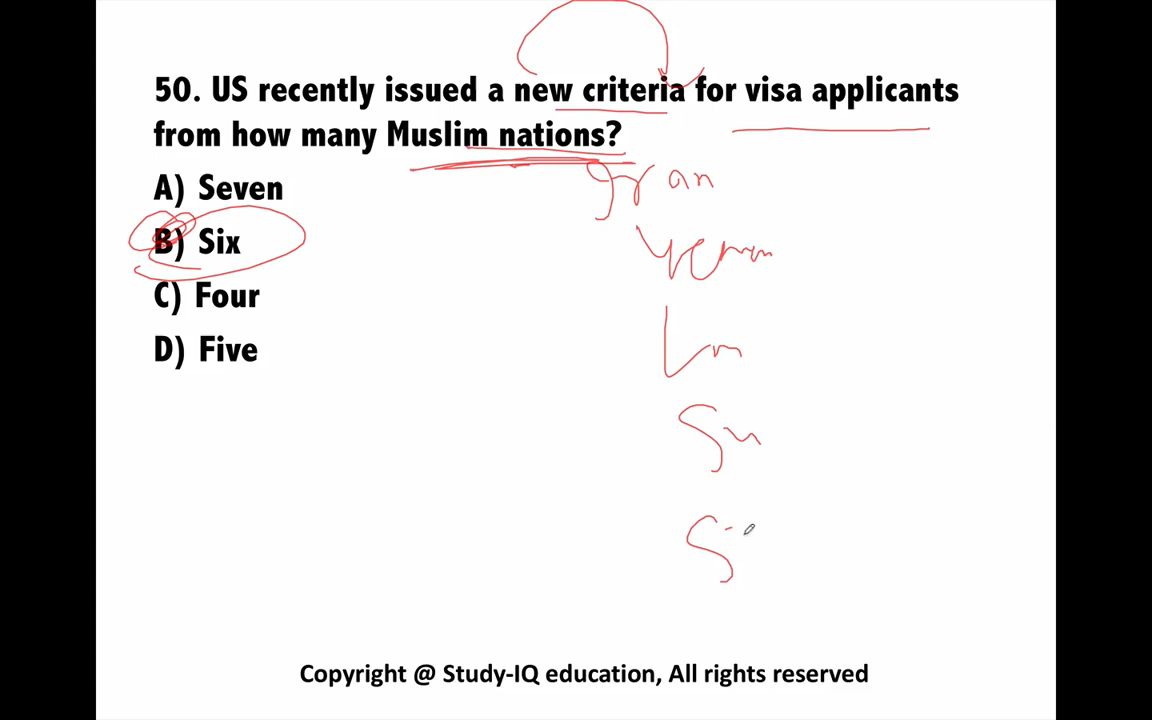 50. US recently issued a new criteria for visa applicants
from how many Muslim nations?
A) Seven
B) Six
C) Four
D) Five
Iran
Copyright @ Study-IQ education, All rights reserved